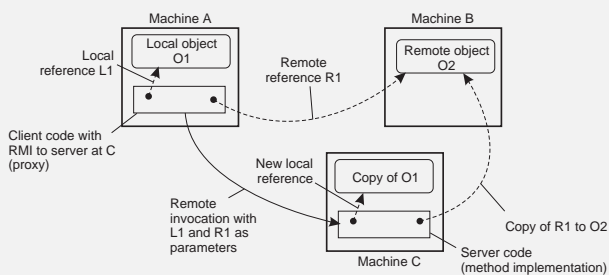 Machine A
Machine B
Local object
O1
Remote object
O2
Local
reference L1
Remote
reference R1
Client code with
RMI to server at C
(proxy)
New local
reference
Copy of O1
Remote
invocation with
L1 and R1 as
parameters
Copy of R1 to O2
Machine C
Server code
(method implementation)